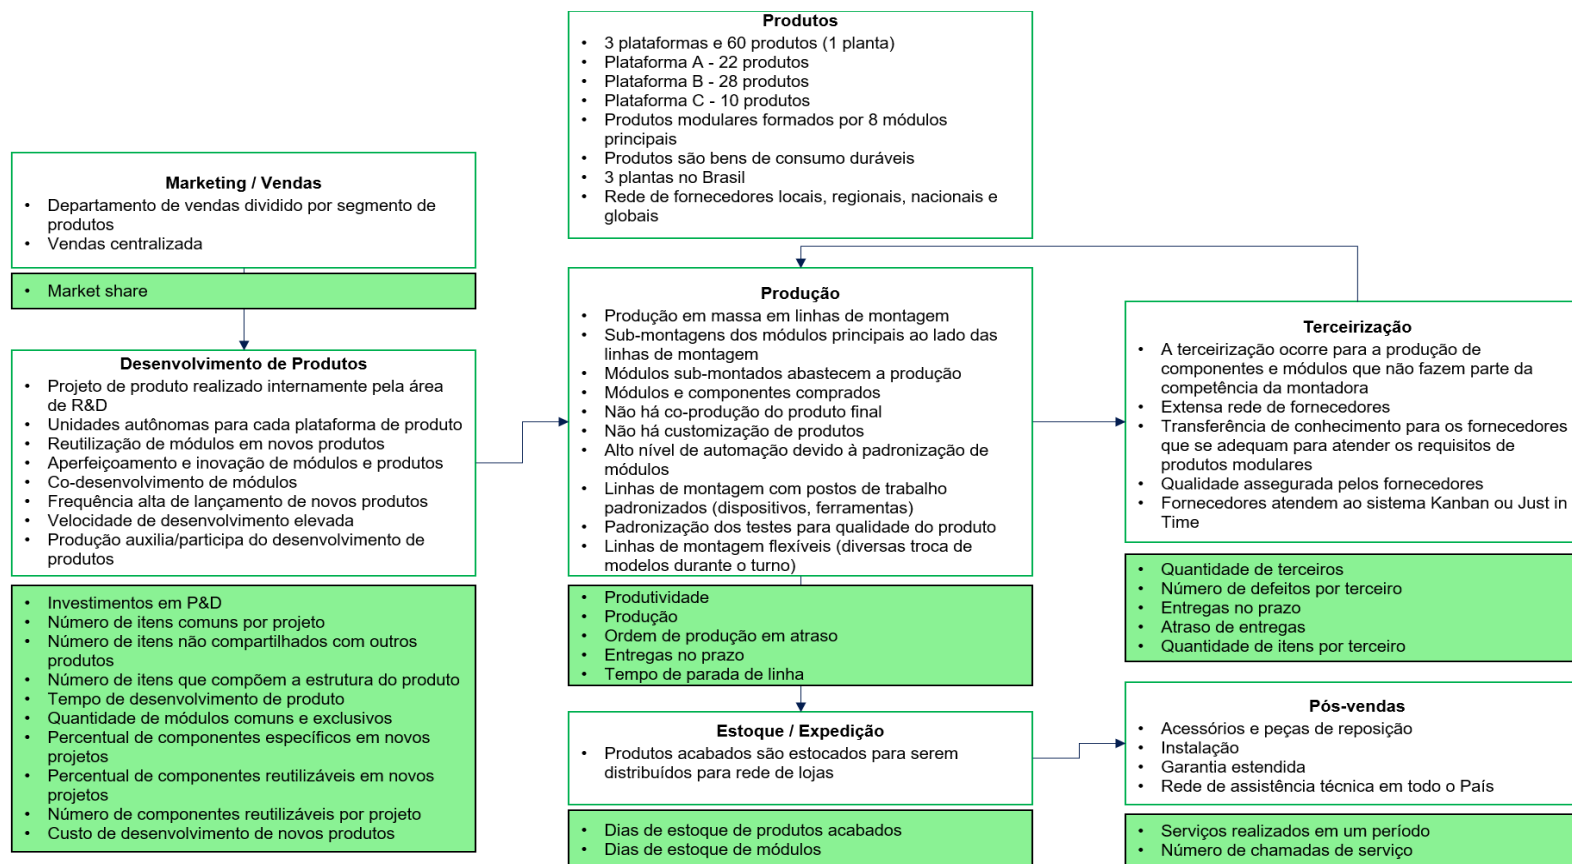 Produtos
• 3 plataformas e 60 produtos (1 planta)
• Plataforma A - 22 produtos
• Plataforma B - 28 produtos
• Plataforma C - 10 produtos
• Produtos modulares formados por 8 módulos
principais
• Produtos são bens de consumo duráveis
• 3 plantas no Brasil
• Rede de fornecedores locais, regionais, nacionais e
globais
Marketing / Vendas
• Departamento de vendas dividido por segmento de
produtos
• Vendas centralizada
• Market share
Desenvolvimento de Produtos
• Projeto de produto realizado internamente pela área
de R&D
• Unidades autônomas para cada plataforma de produto
• Reutilização de módulos em novos produtos
• Aperfeiçoamento e inovação de módulos e produtos
• Co-desenvolvimento de módulos
• Frequência alta de lançamento de novos produtos
• Velocidade de desenvolvimento elevada
• Produção auxilia/participa do desenvolvimento de
produtos
• Investimentos em P&D
• Número de itens comuns por projeto
• Número de itens não compartilhados com outros
produtos
• Número de itens que compõem a estrutura do produto
• Tempo de desenvolvimento de produto
• Quantidade de módulos comuns e exclusivos
• Percentual de componentes específicos em novos
projetos
• Percentual de componentes reutilizáveis em novos
projetos
• Número de componentes reutilizáveis por projeto
• Custo de desenvolvimento de novos produtos
Produção
• Produção em massa em linhas de montagem
• Sub-montagens dos módulos principais ao lado das
linhas de montagem
• Módulos sub-montados abastecem a produção
• Módulos e componentes comprados
• Não há co-produção do produto final
• Não há customização de produtos
• Alto nível de automação devido à padronização de
módulos
• Linhas de montagem com postos de trabalho
padronizados (dispositivos, ferramentas)
• Padronização dos testes para qualidade do produto
• Linhas de montagem flexíveis (diversas troca de
modelos durante o turno)
• Produtividade
• Produção
• Ordem de produção em atraso
• Entregas no prazo
• Tempo de parada de linha
Estoque / Expedição
• Produtos acabados são estocados para serem
distribuídos para rede de lojas
• Dias de estoque de produtos acabados
• Dias de estoque de módulos
Terceirização
• A terceirização ocorre para a produção de
componentes e módulos que não fazem parte da
competência da montadora
• Extensa rede de fornecedores
• Transferência de conhecimento para os fornecedores
que se adequam para atender os requisitos de
produtos modulares
• Qualidade assegurada pelos fornecedores
• Fornecedores atendem ao sistema Kanban ou Just in
Time
• Quantidade de terceiros
• Número de defeitos por terceiro
• Entregas no prazo
• Atraso de entregas
• Quantidade de itens por terceiro
Pós-vendas
• Acessórios e peças de reposição
• Instalação
• Garantia estendida
• Rede de assistência técnica em todo o País
• Serviços realizados em um período
• Número de chamadas de serviço